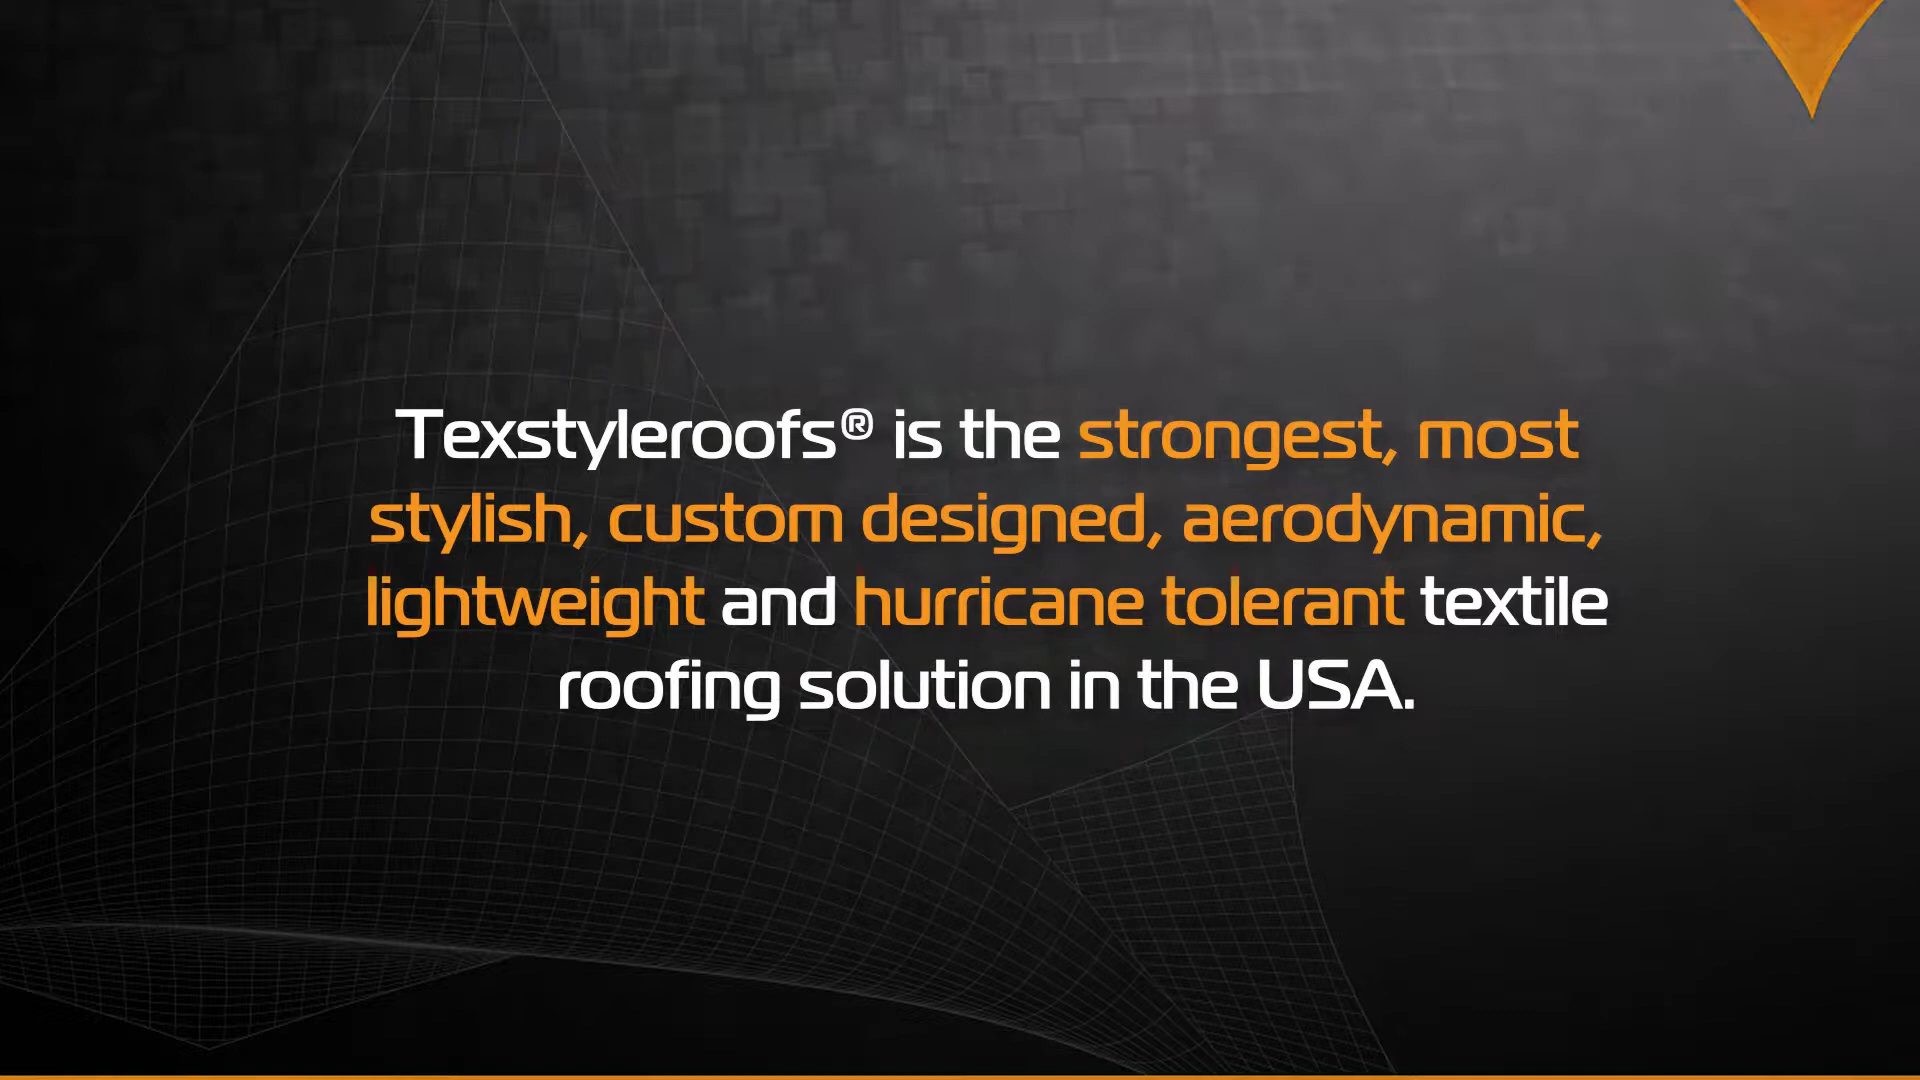 Texstyleroofs® is the strongest, most
stylish, custom designed, aerodynamic,
lightweight and hurricane tolerant textile
roofing solution in the USA.